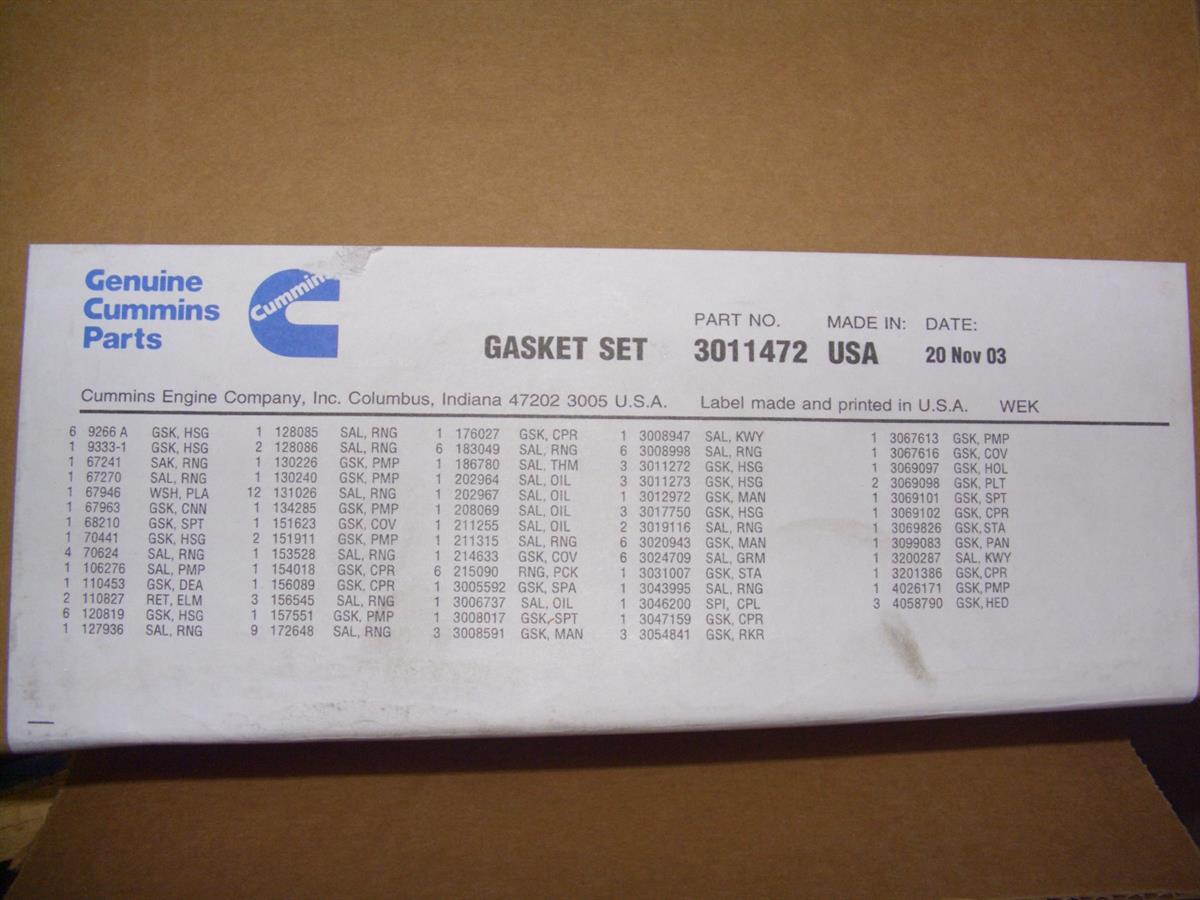 Genuine
Cummins
Parts
Cummins
GASKET SET
PART NO. MADE IN: DATE:
3011472 USA 20 Nov 03
Cummins Engine Company, Inc. Columbus, Indiana 47202 3005 U.S.A. Label made and printed in U.S.A. WEK
6 9266 A GSK, HSG
1 9333-1 GSK, HSG
1 67241 SAK, RNG
1 67270 SAL, RNG
1 67946 WSH, PLA
1 67963 GSK, CNN
1 68210 GSK, SPT
1 70441 GSK, HSG
4 70624 SAL, RNG
1 106276 SAL, PMP
1 110453 GSK, DEA
2 110827 RET, ELM
6 120819 GSK, HSG
1 127936 SAL, RNG
1 128085 SAL, RNG
2 128086 SAL, RNG
1 130226 GSK, PMP
1 130240 GSK, PMP
12 131026 SAL, RNG
1 134285 GSK, PMP
1 151623 GSK, COV
2 151911 GSK, PMP
1 153528 SAL, RNG
1 154018 GSK, CPR
1 156089 GSK, CPR
3 156545 SAL, RNG
1 157551 GSK, PMP
9 172648 SAL, RNG
1 176027 GSK, CPR
6 183049 SAL, RNG
1 186780 SAL, THM
1 202964 SAL, OIL
1 202967 SAL, OIL
1 208069 SAL, OIL
1 211255 SAL, OIL
1 211315 SAL, RNG
1 214633 GSK, COV
6 215090 RNG, PCK
1 3005592 GSK, SPA
1 3006737 SAL, OIL
1 3008017 GSK, SPT
3 3008591 GSK, MAN
1 3008947 SAL, KWY
6 3008998 SAL, RNG
3 3011272 GSK, HSG
3 3011273 GSK, HSG
1 3012972 GSK, MAN
3 3017750 GSK, HSG
2 3019116 SAL, RNG
6 3020943 GSK, MAN
6 3024709 SAL, GRM
1 3031007 GSK, STA
1 3043995 SAL, RNG
1 3046200 SPI, CPL
1 3047159 GSK, CPR
3 3054841 GSK, RKR
1 3067613 GSK, PMP
1 3067616 GSK, COV
1 3069097 GSK, HOL
2 3069098 GSK, PLT
1 3069101 GSK, SPT
1 3069102 GSK, CPR
1 3069826 GSK, STA
1 3099083 GSK, PAN
1 3200287 SAL, KWY
1 3201386 GSK, CPR
1 4026171 GSK, PMP
3 4058790 GSK, HED